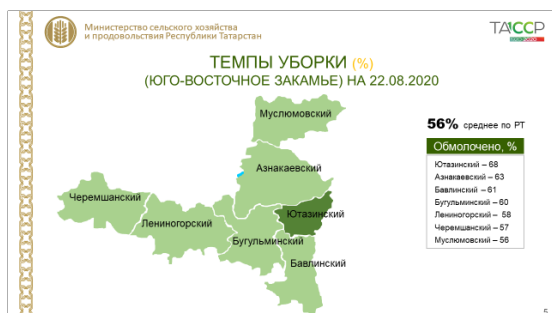 Министерство сельского хозяйства
и продовольствия Республики Татарстан
ТАССР
ТЕМПЫ УБОРКИ (%)
(ЮГО-ВОСТОЧНОЕ ЗАКАМЬЕ) НА 22.08.2020
Муслюмовский
Азнакаевский
Черемшанский
Лениногорский
Ютазинский
Бугульминский
Бавлинский
56% среднее по РТ
Обмолочено, %
Ютазинский – 68
Азнакаевский – 63
Бавлинский – 61
Бугульминский – 60
Лениногорский – 58
Черемшанский – 57
Муслюмовский – 56
5